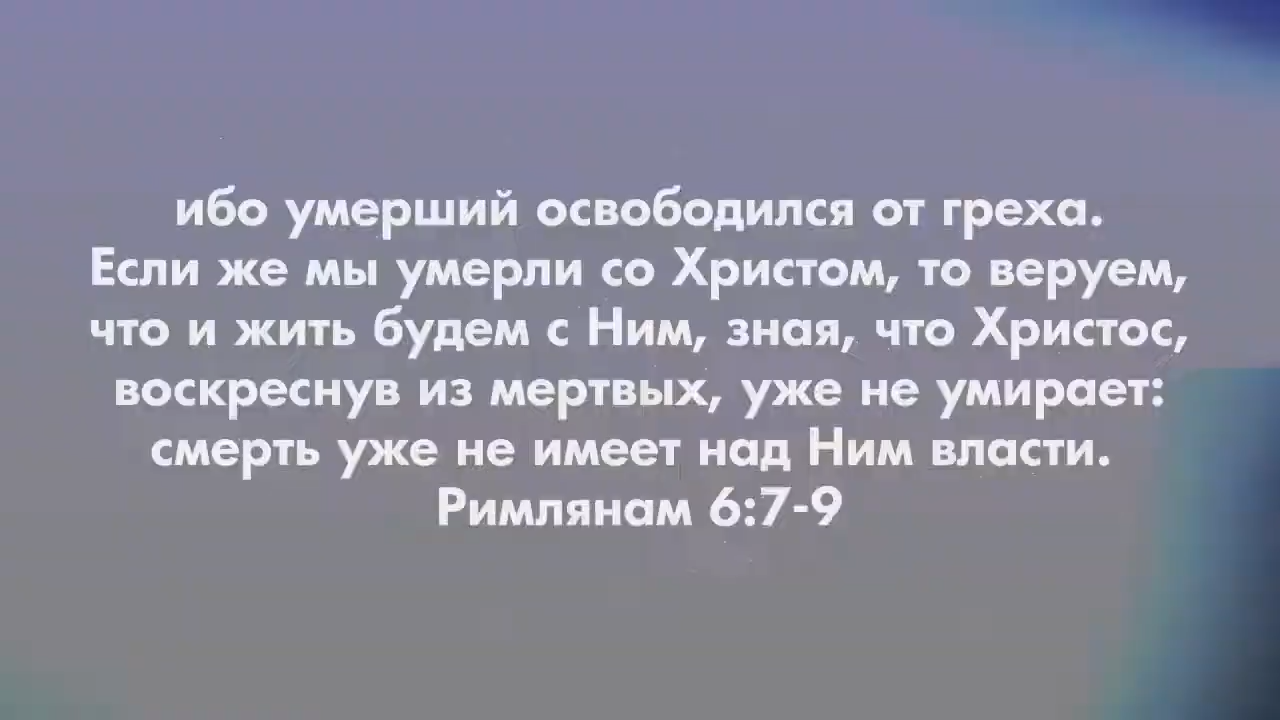 ибо умерший освободился от греха.
Если же мы умерли со Христом, то веруем,
что и жить будем с Ним, зная, что Христос,
воскреснув из мертвых, уже не умирает:
смерть уже не имеет над Ним власти.
Римлянам 6:7-9